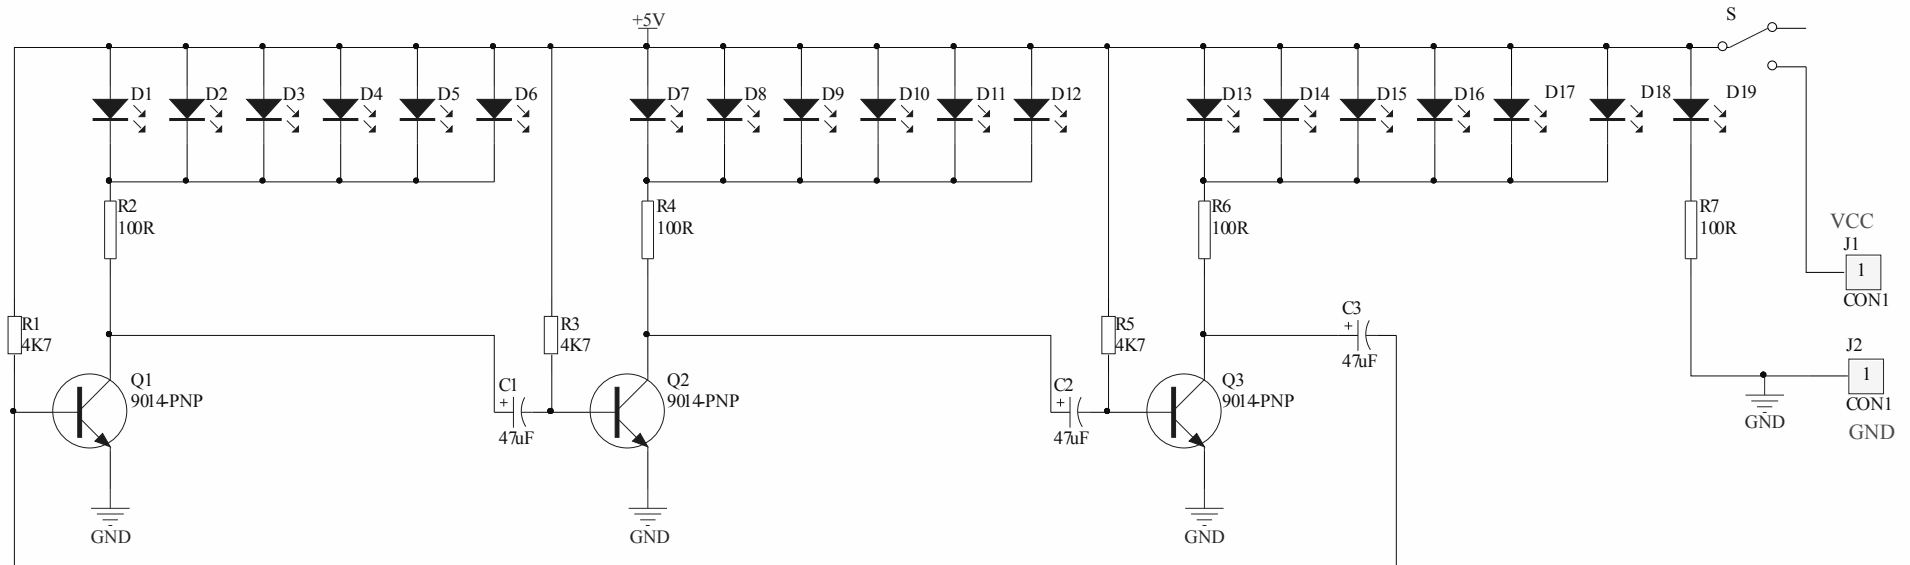 +5V
S
D1
D2
D3
D4
D5
D6
D7
D8
D9
D10
D11
D12
D13
D14
D15
D16
D17
D18
D19
R2
100R
R4
100R
R6
100R
R7
100R
VCC
J1
1
CON1
R1
4K7
R3
4K7
R5
4K7
C3
+
47uF
J2
1
CON1
GND
GND
Q1
9014-PNP
C1
+
47uF
Q2
9014-PNP
C2
+
47uF
Q3
9014-PNP
GND
GND
GND